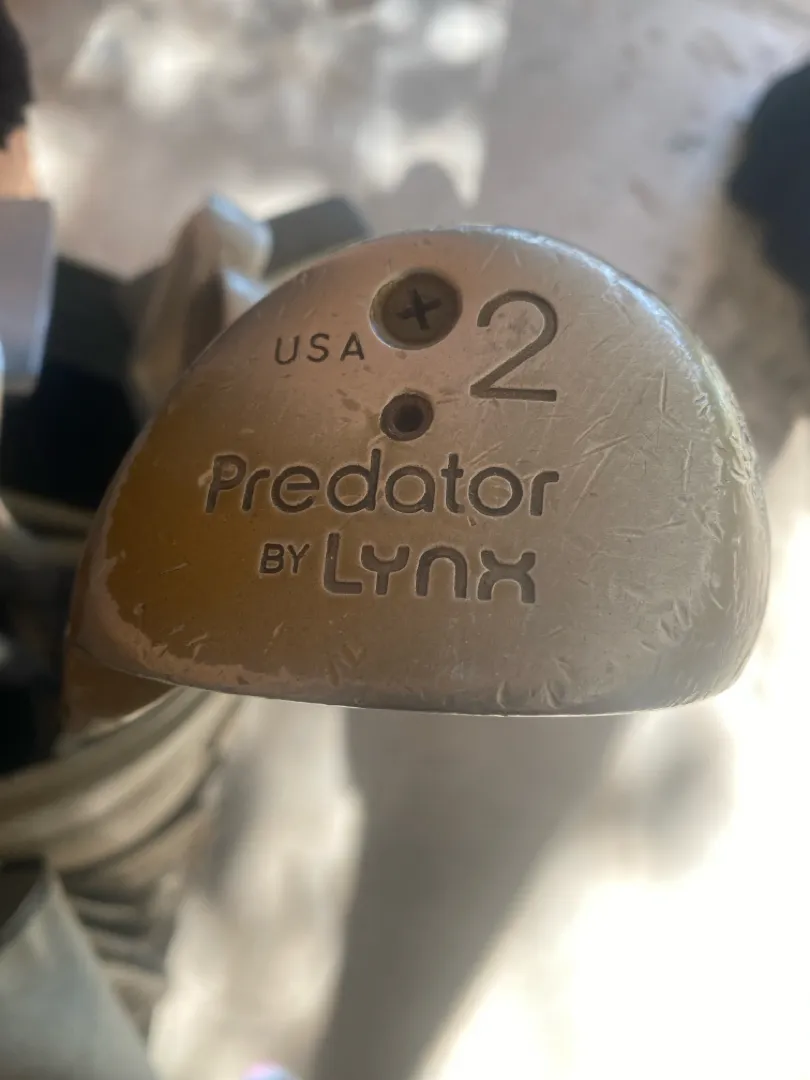 USA 2
Predator
BY Lynx